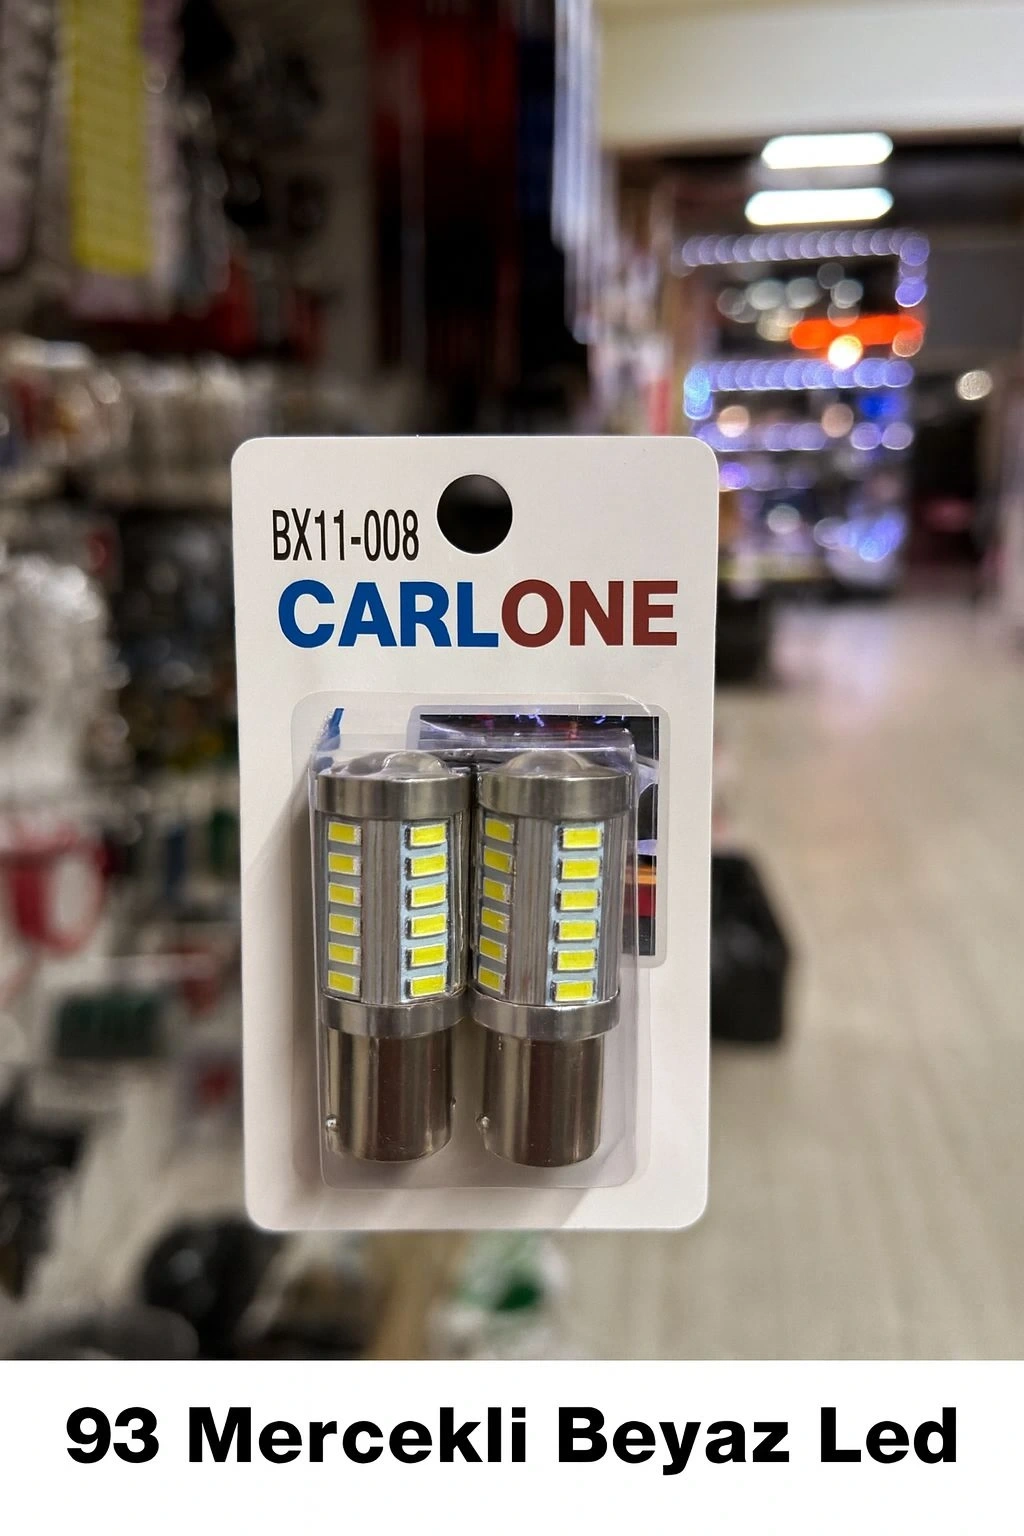 BX11-008
CARLONE
93 Mercekli Beyaz Led